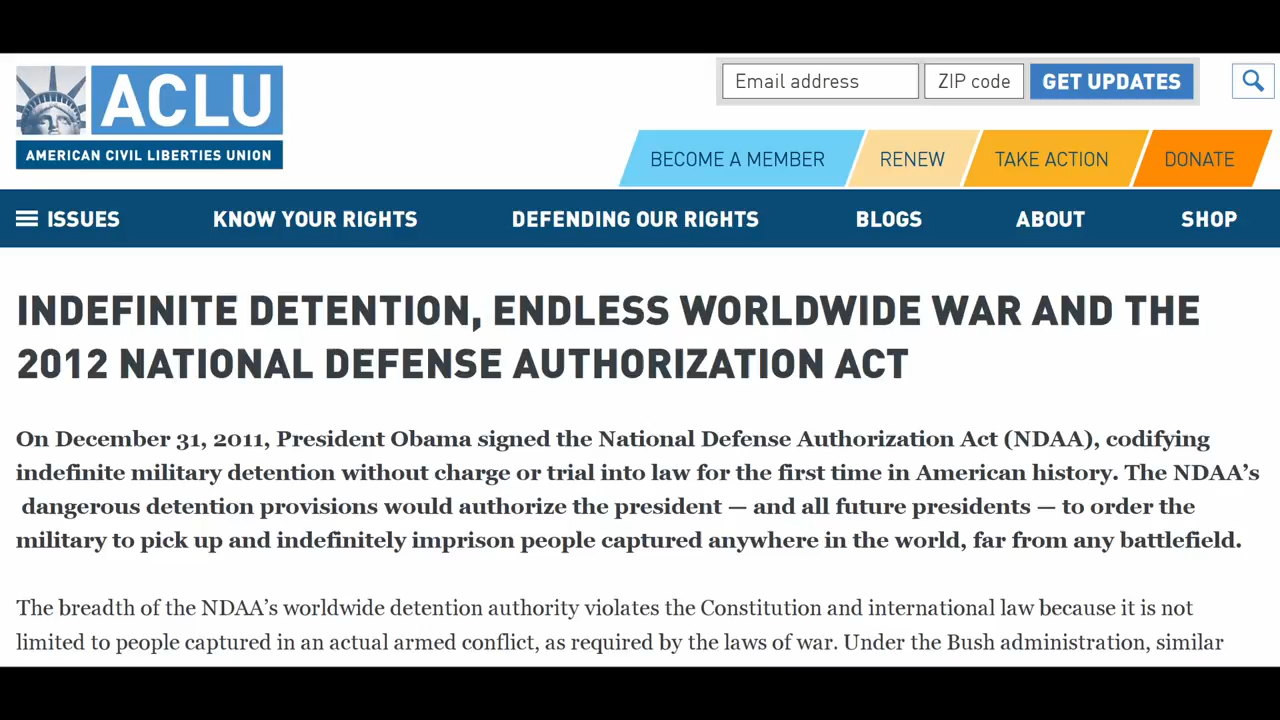 ACLU
AMERICAN CIVIL LIBERTIES UNION
Email address
ZIP code
GET UPDATES
BECOME A MEMBER
RENEW
TAKE ACTION
DONATE
ISSUES
KNOW YOUR RIGHTS
DEFENDING OUR RIGHTS
BLOGS
ABOUT
SHOP
INDEFINITE DETENTION, ENDLESS WORLDWIDE WAR AND THE
2012 NATIONAL DEFENSE AUTHORIZATION ACT
On December 31, 2011, President Obama signed the National Defense Authorization Act (NDAA), codifying
indefinite military detention without charge or trial into law for the first time in American history. The NDAA’s
dangerous detention provisions would authorize the president — and all future presidents — to order the
military to pick up and indefinitely imprison people captured anywhere in the world, far from any battlefield.
The breadth of the NDAA’s worldwide detention authority violates the Constitution and international law because it is not
limited to people captured in an actual armed conflict, as required by the laws of war. Under the Bush administration, similar